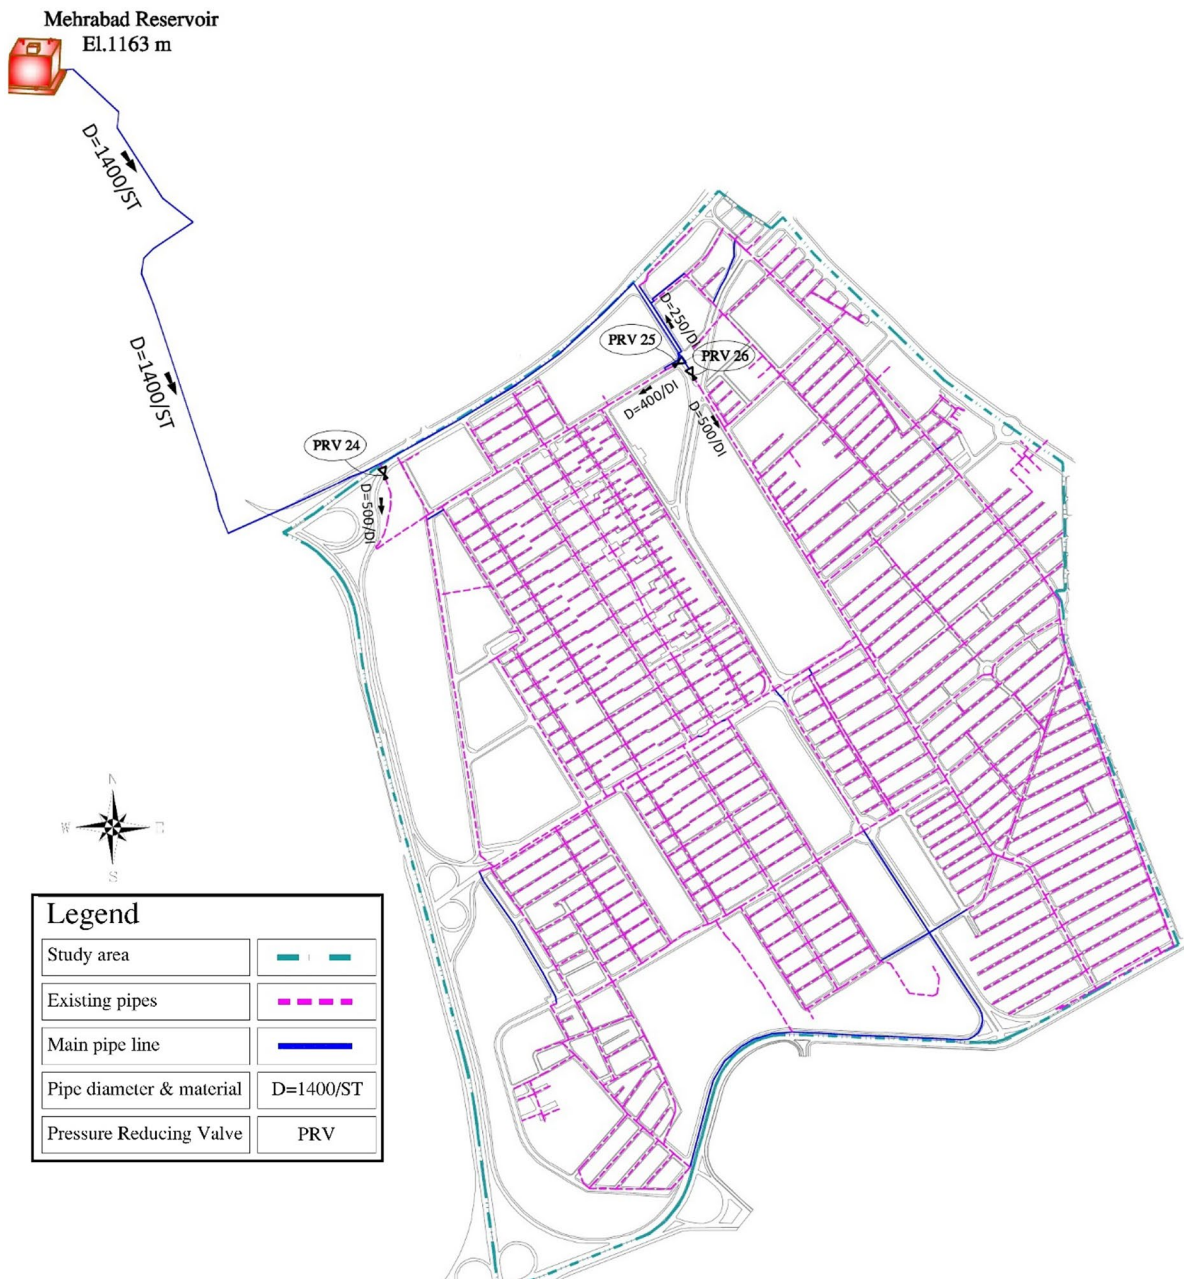 Mehrabad Reservoir
El.1163 m
D=1400/ST
D=1400/ST
D=250/DI
PRV 25
PRV 26
D=400/DI
D=500/DI
PRV 24
D=500/DI
N
W
E
S
Legend
Study area
Existing pipes
Main pipe line
Pipe diameter & material
D=1400/ST
Pressure Reducing Valve
PRV